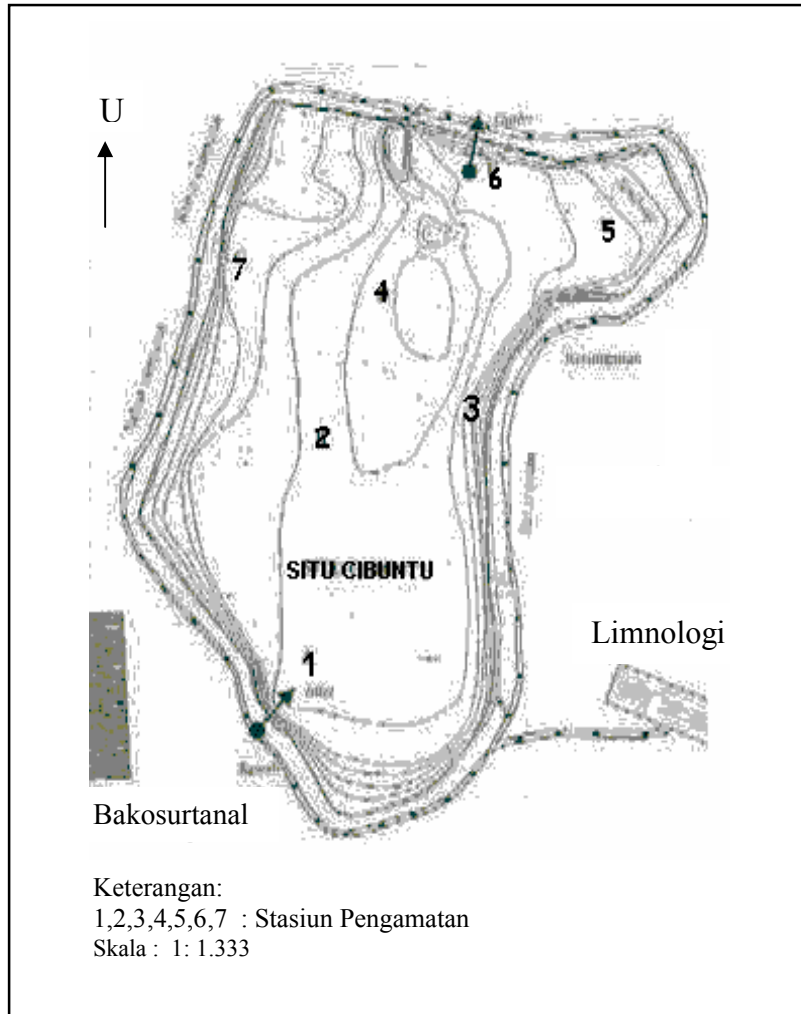 U
6
5
7
4
3
2
SITU CIBUNTU
Limnologi
1
Inlet
Bakosurtanal
Keterangan:
1,2,3,4,5,6,7 : Stasiun Pengamatan
Skala : 1: 1.333